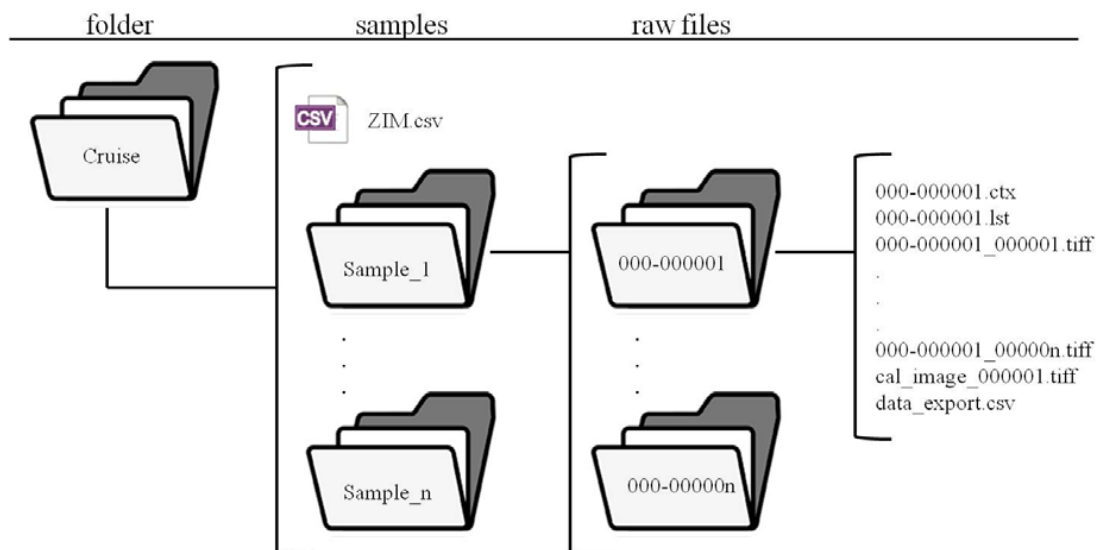 folder samples raw files
CSV ZIM.csv
Cruise
Sample_1
000-000001
000-000001.ctx
000-000001.lst
000-000001_000001.tiff
.
.
.
000-000001_00000n.tiff
cal_image_000001.tiff
data_export.csv
.
.
.
.
.
.
Sample_n
000-00000n